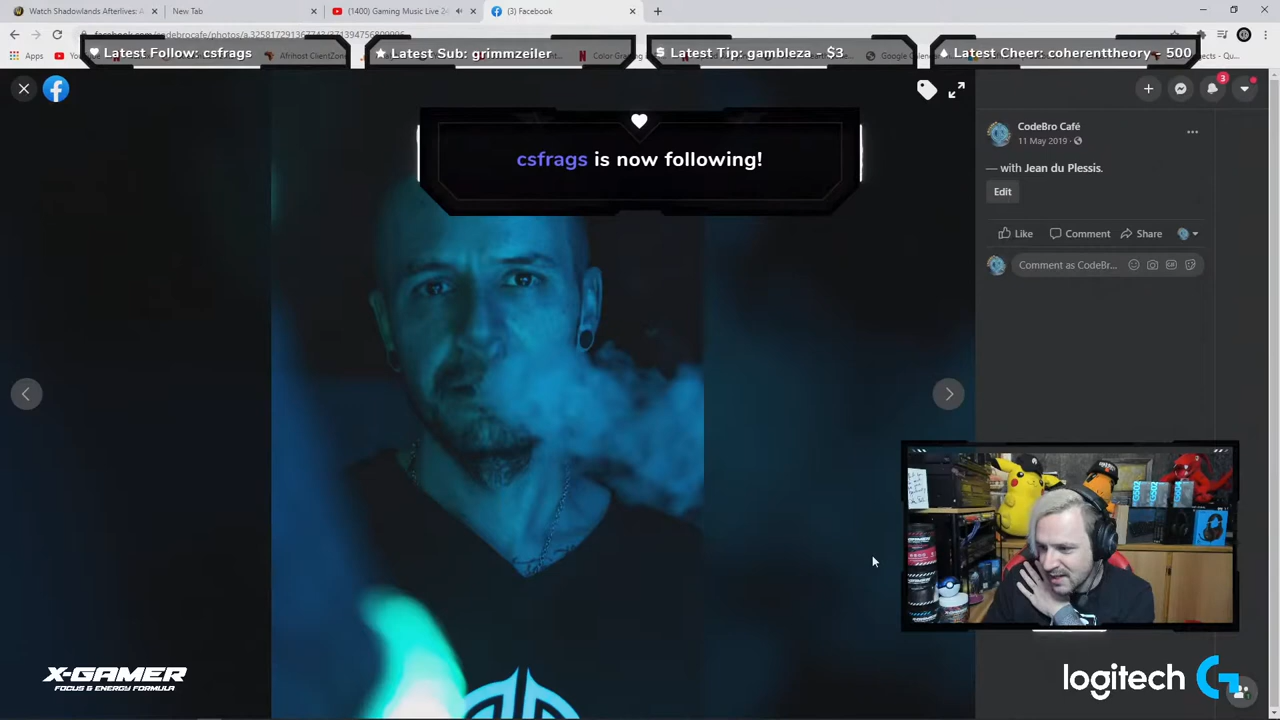 Watch Shadowlands Afterlives: A
New Tab
(1400) Gaming Music Live 24
(3) Facebook
Apps
Latest Follow: csfrags
Latest Sub: grimmzeiler
$ Latest Tip: gambleza - $3
Latest Cheer: coherenttheory - 500
3
csfrags is now following!
CodeBro Café
11 May 2019
— with Jean du Plessis.
Edit
Like
Comment
Share
Comment as CodeBr...
X-GAMER
FOCUS & ENERGY FORMULA
logitech G